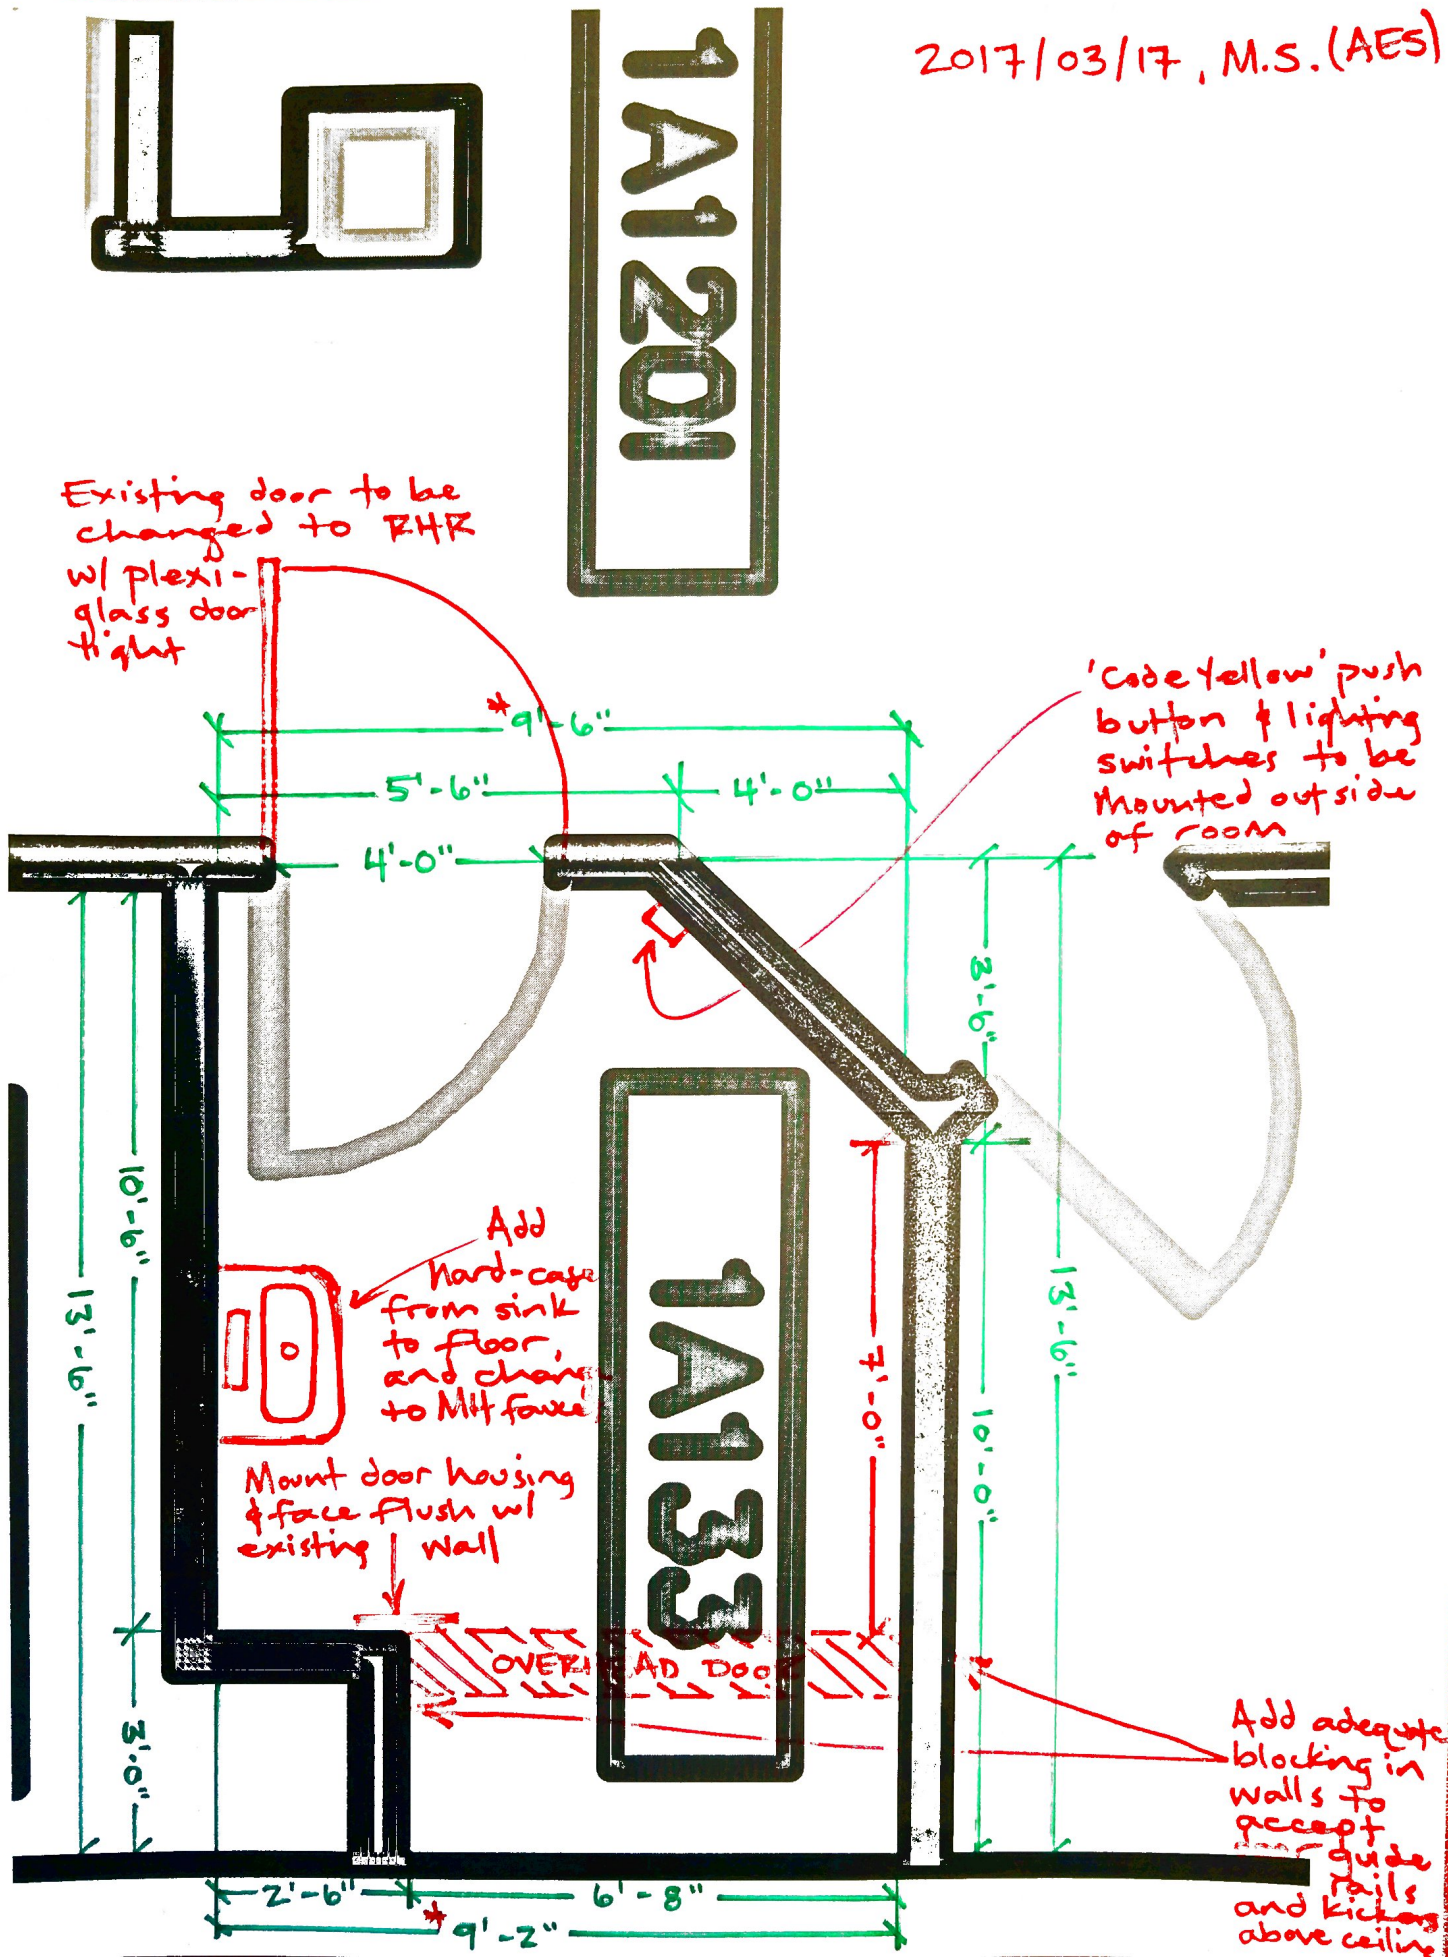 2017/03/17, M.S. (AES)
1A120I
Existing door to be
changed to RHR
w/ plexi-
glass door
tight
*9'-6"
5'-6"
4'-0"
4'-0"
'Code Yellow' push
button & lighting
switches to be
mounted outside
of room
3'-6"
10'-6"
13'-6"
13'-6"
10'-0"
7'-0"
Add
hard-case
from sink
to floor,
and chang
to MH fauce
1A133
Mount door housing
& face flush w/
existing wall
OVERHEAD DOOR
3'-0"
Add adequate
blocking in
walls to
accept
guide
rails
and kickers
above ceiling
2'-6"
6'-8"
*9'-2"